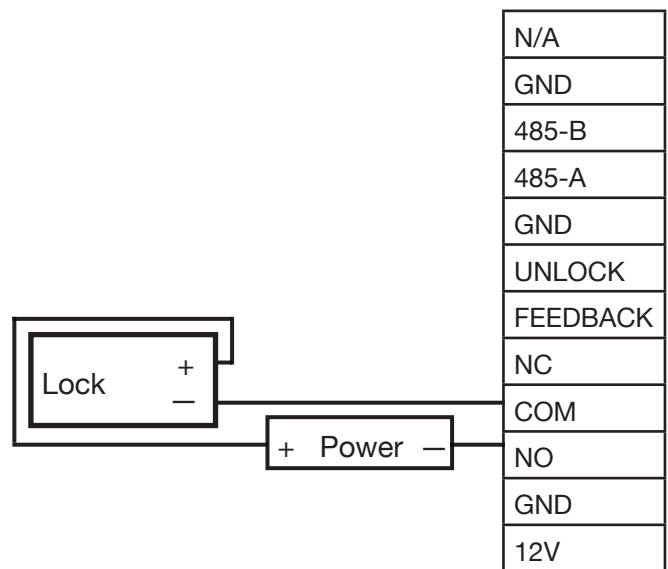 N/A
GND
485-B
485-A
GND
UNLOCK
FEEDBACK
NC
COM
NO
GND
12V
Lock + —
+ Power —